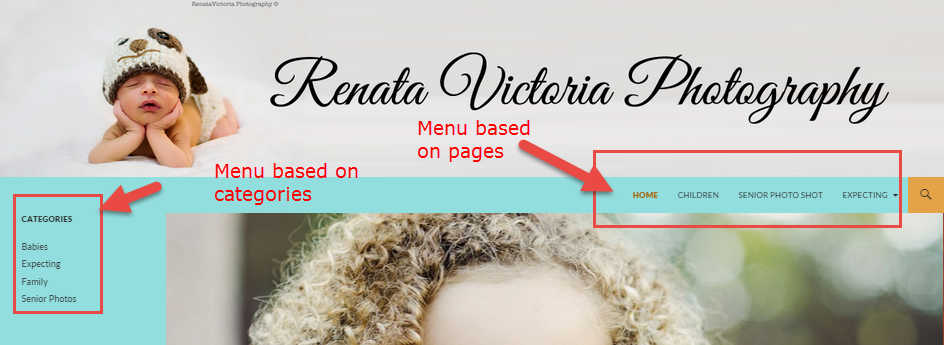 RenataVictoria Photography ©
Renata Victoria Photography
Menu based
on pages
Menu based on
categories
HOME CHILDREN SENIOR PHOTO SHOT EXPECTING
CATEGORIES
Babies
Expecting
Family
Senior Photos